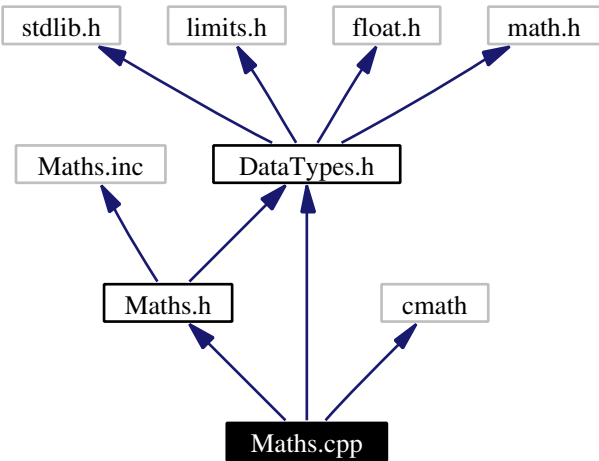 stdlib.h
limits.h
float.h
math.h
Maths.inc
DataTypes.h
Maths.h
cmath
Maths.cpp